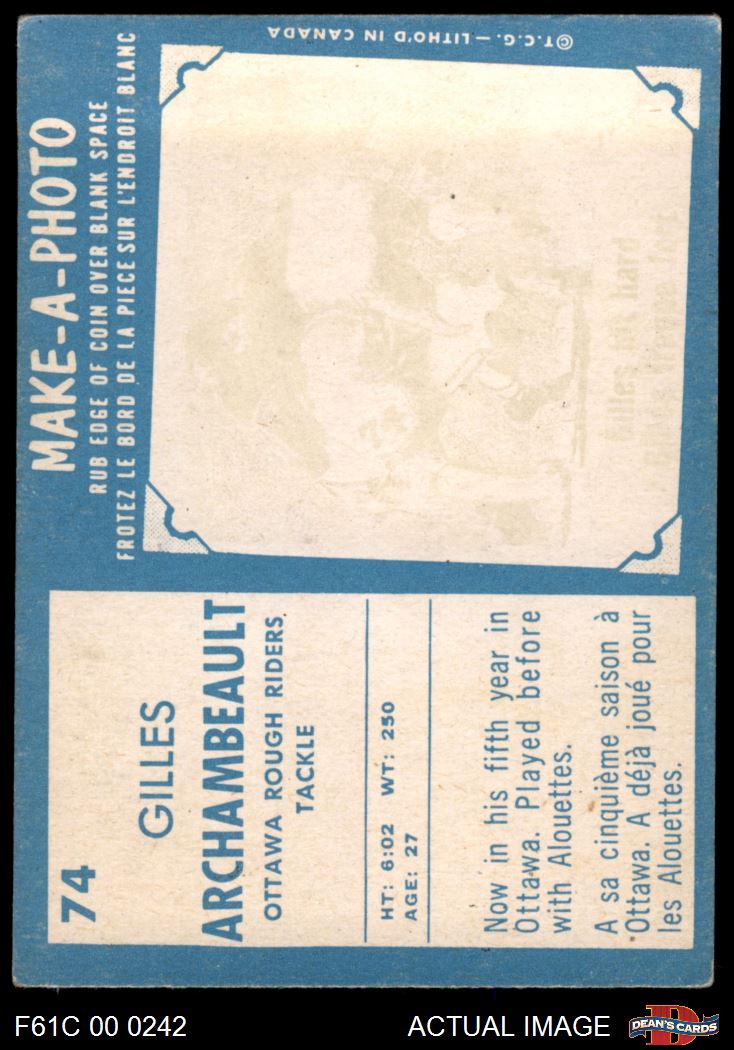 74
GILLES
ARCHAMBEAULT
OTTAWA ROUGH RIDERS
TACKLE
HT: 6:02 WT: 250
AGE: 27
Now in his fifth year in
Ottawa. Played before
with Alouettes.
A sa cinquième saison à
Ottawa. A déjà joué pour
les Alouettes.
MAKE-A-PHOTO
RUB EDGE OF COIN OVER BLANK SPACE
FROTEZ LE BORD DE LA PIECE SUR L'ENDROIT BLANC
Gilles hit hard
©T.C.G. — LITHO'D IN CANADA
F61C 00 0242
ACTUAL IMAGE
DEAN'S CARDS